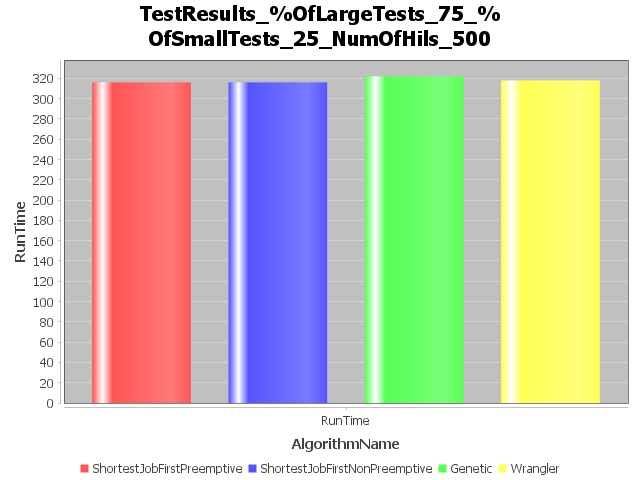 TestResults_%OfLargeTests_75_%
OfSmallTests_25_NumOfHils_500
320
300
280
260
240
220
200
180
160
140
120
100
80
60
40
20
0
RunTime
RunTime
AlgorithmName
ShortestJobFirstPreemptive ShortestJobFirstNonPreemptive Genetic Wrangler